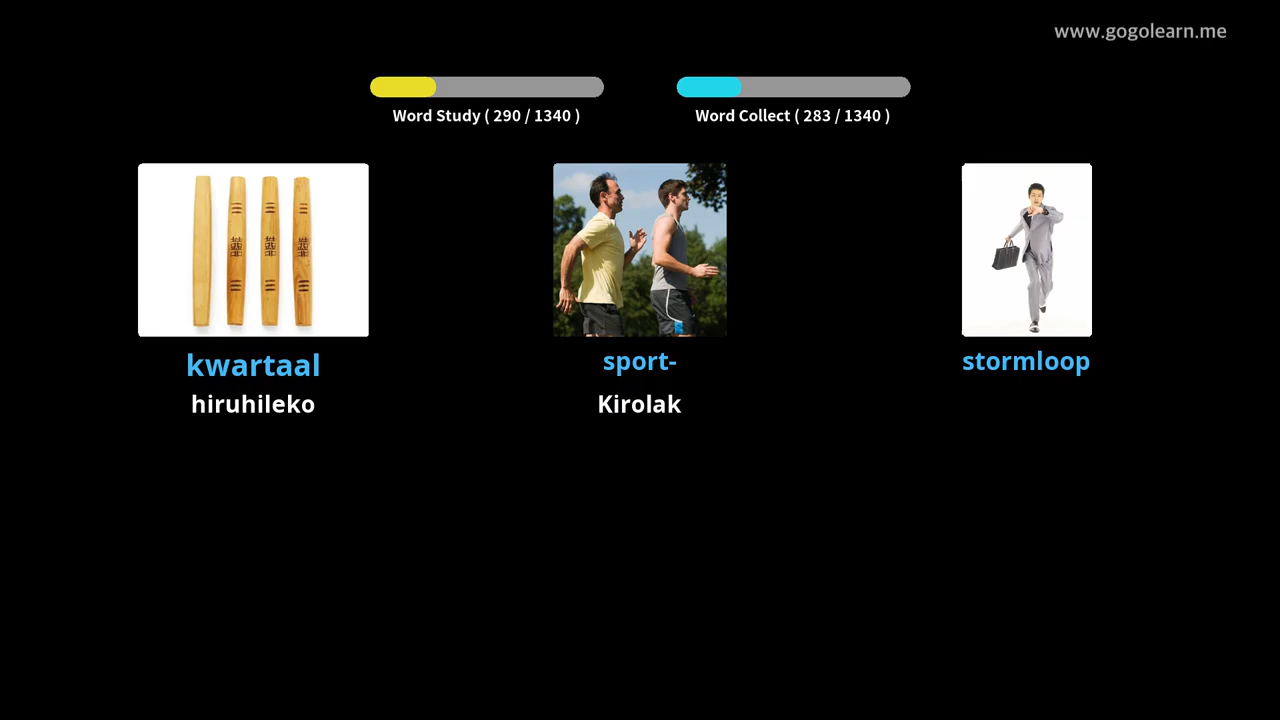 www.gogolearn.me
Word Study ( 290 / 1340 )
Word Collect ( 283 / 1340 )
kwartaal
sport-
stormloop
hiruhileko
Kirolak